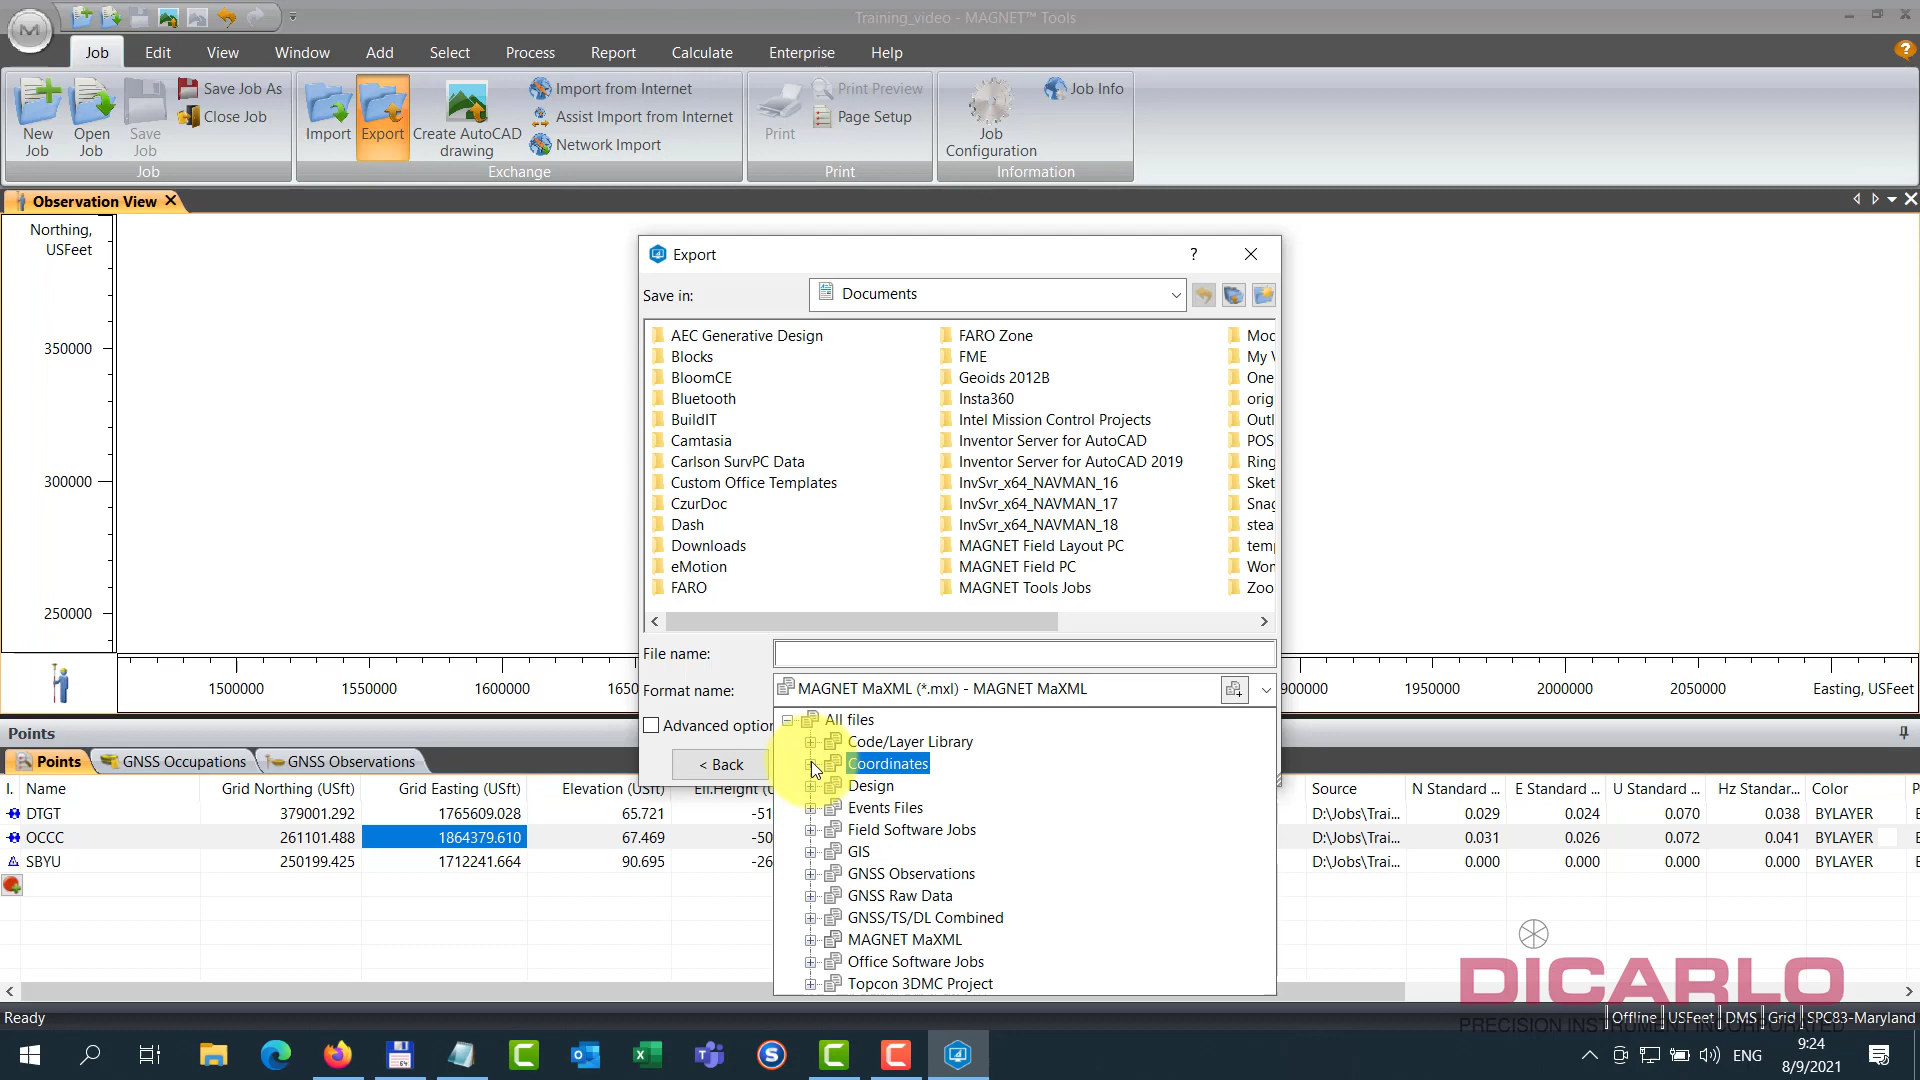 Training_video - MAGNET™ Tools
Job Edit View Window Add Select Process Report Calculate Enterprise Help
New Job
Open Job
Save Job
Save Job As
Close Job
Job
Import
Export
Create AutoCAD drawing
Import from Internet
Assist Import from Internet
Network Import
Exchange
Print
Print Preview
Page Setup
Print
Job Configuration
Job Info
Information
Observation View
Northing, USFeet
350000
300000
250000
1500000 1550000 1600000 1950000 2000000 2050000 Easting, USFeet
Export
Save in: Documents
AEC Generative Design
Blocks
BloomCE
Bluetooth
BuildIT
Camtasia
Carlson SurvPC Data
Custom Office Templates
CzurDoc
Dash
Downloads
eMotion
FARO
FARO Zone
FME
Geoids 2012B
Insta360
Intel Mission Control Projects
Inventor Server for AutoCAD
Inventor Server for AutoCAD 2019
InvSvr_x64_NAVMAN_16
InvSvr_x64_NAVMAN_17
InvSvr_x64_NAVMAN_18
MAGNET Field Layout PC
MAGNET Field PC
MAGNET Tools Jobs
File name:
Format name: MAGNET MaXML (*.mxl) - MAGNET MaXML
Advanced option
< Back
All files
Code/Layer Library
Coordinates
Design
Events Files
Field Software Jobs
GIS
GNSS Observations
GNSS Raw Data
GNSS/TS/DL Combined
MAGNET MaXML
Office Software Jobs
Topcon 3DMC Project
Points
Points GNSS Occupations GNSS Observations
I. Name Grid Northing (USft) Grid Easting (USft) Elevation (USft) Ell.Height ( Source N Standard ... E Standard ... U Standard ... Hz Standar... Color
DTGT 379001.292 1765609.028 65.721 -51 D:\Jobs\Trai... 0.029 0.024 0.070 0.038 BYLAYER
OCCC 261101.488 1864379.610 67.469 -50 D:\Jobs\Trai... 0.031 0.026 0.072 0.041 BYLAYER
SBYU 250199.425 1712241.664 90.695 -26 D:\Jobs\Trai... 0.000 0.000 0.000 0.000 BYLAYER
DICARLO
PRECISION INSTRUMENT INCORPORATED
Ready
Offline USFeet DMS Grid SPC83-Maryland
ENG
9:24
8/9/2021